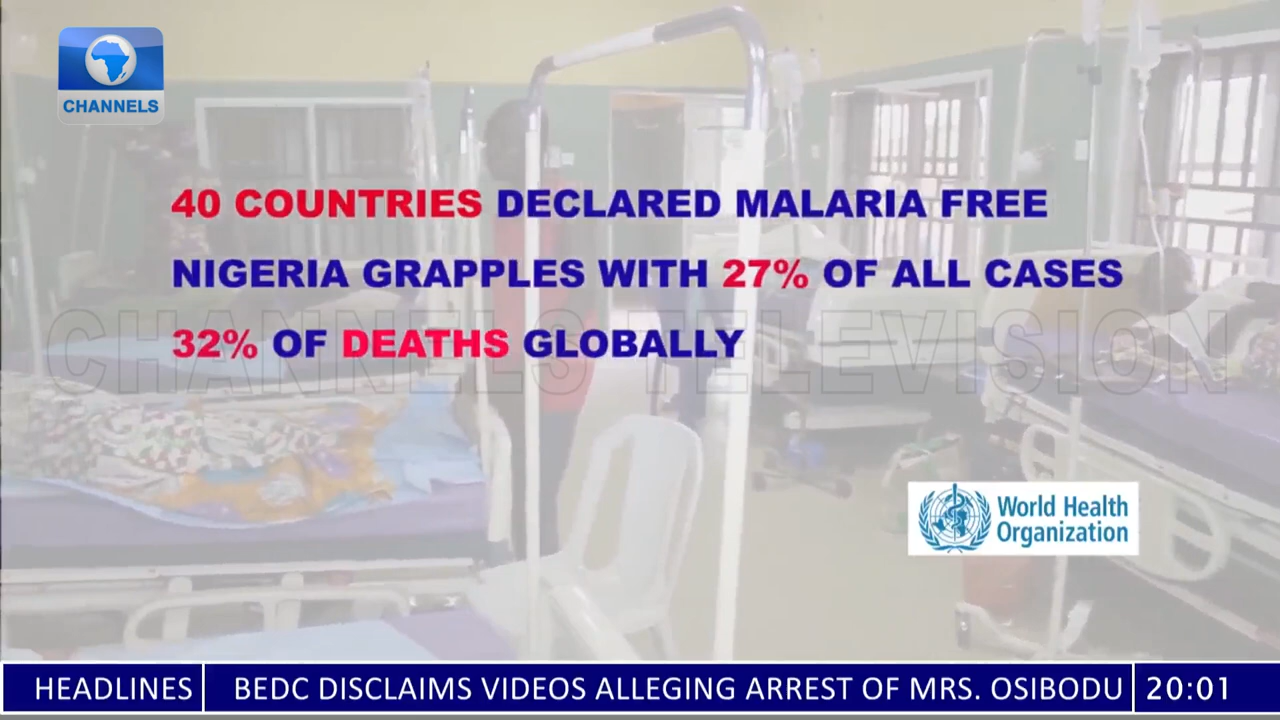 CHANNELS
40 COUNTRIES DECLARED MALARIA FREE
NIGERIA GRAPPLES WITH 27% OF ALL CASES
32% OF DEATHS GLOBALLY
CHANNELS TELEVISION
World Health
Organization
HEADLINES BEDC DISCLAIMS VIDEOS ALLEGING ARREST OF MRS. OSIBODU 20:01